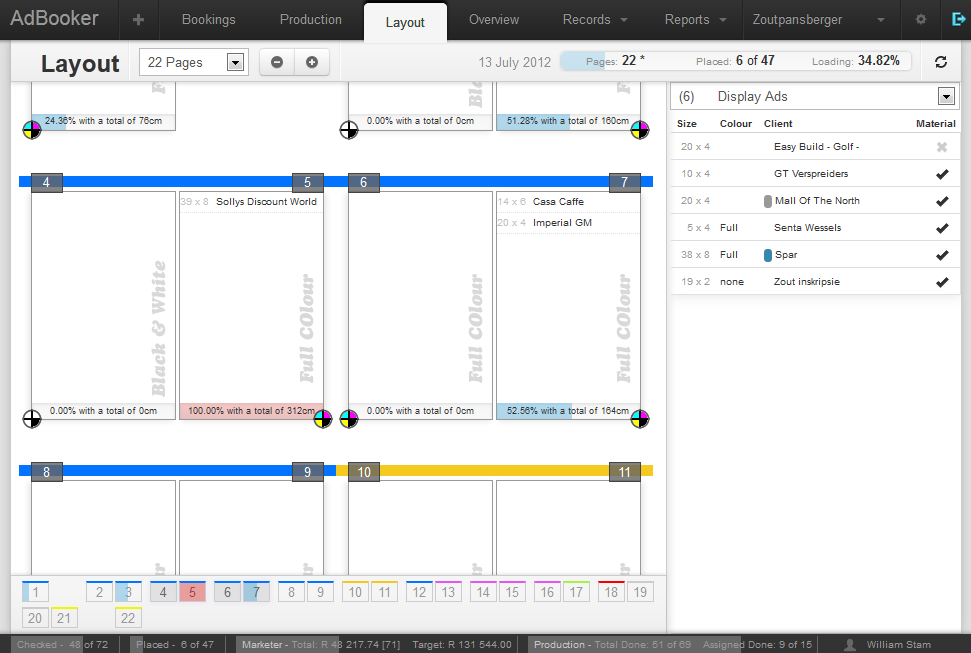 AdBooker + Bookings Production Layout Overview Records Reports Zoutpansberger
Layout 22 Pages 13 July 2012 Pages: 22 * Placed: 6 of 47 Loading: 34.82%
24.36% with a total of 76cm
0.00% with a total of 0cm
51.28% with a total of 160cm
4
5
6
7
39 x 8 Sollys Discount World
14 x 6 Casa Caffe
20 x 4 Imperial GM
Black & White
Full COlour
Full COlour
Full COlour
0.00% with a total of 0cm
100.00% with a total of 312cm
0.00% with a total of 0cm
52.56% with a total of 164cm
8
9
10
11
(6) Display Ads
Size Colour Client Material
20 x 4 Easy Build - Golf -
10 x 4 GT Verspreiders
20 x 4 Mall Of The North
5 x 4 Full Senta Wessels
38 x 8 Full Spar
19 x 2 none Zout inskripsie
1 2 3 4 5 6 7 8 9 10 11 12 13 14 15 16 17 18 19
20 21 22
Checked - 48 of 72 Placed - 6 of 47 Marketer - Total: R 48 217.74 [71] Target: R 131 544.00 Production - Total Done: 51 of 69 Assigned Done: 9 of 15 William Stam